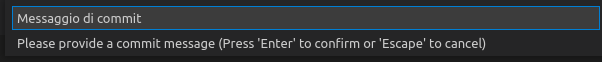 Messaggio di commit
Please provide a commit message (Press 'Enter' to confirm or 'Escape' to cancel)